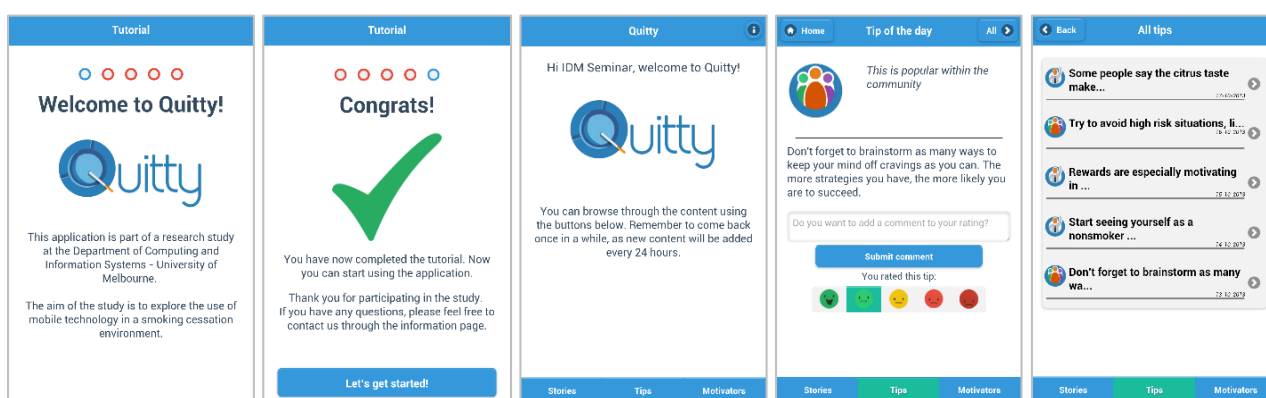 Tutorial
Welcome to Quitty!
Quitty
This application is part of a research study
at the Department of Computing and
Information Systems - University of
Melbourne.
The aim of the study is to explore the use of
mobile technology in a smoking cessation
environment.
Tutorial
Congrats!
You have now completed the tutorial. Now
you can start using the application.
Thank you for participating in the study.
If you have any questions, please feel free to
contact us through the information page.
Let's get started!
Quitty
Hi IDM Seminar, welcome to Quitty!
Quitty
You can browse through the content using
the buttons below. Remember to come back
once in a while, as new content will be added
every 24 hours.
Stories
Tips
Motivators
Home
Tip of the day
All
This is popular within the
community
Don't forget to brainstorm as many ways to
keep your mind off cravings as you can. The
more strategies you have, the more likely you
are to succeed.
Do you want to add a comment to your rating?
Submit comment
You rated this tip:
Stories
Tips
Motivators
Back
All tips
Some people say the citrus taste
make...
Try to avoid high risk situations, li...
Rewards are especially motivating
in ...
Start seeing yourself as a
nonsmoker ...
Don't forget to brainstorm as many
wa...
Stories
Tips
Motivators